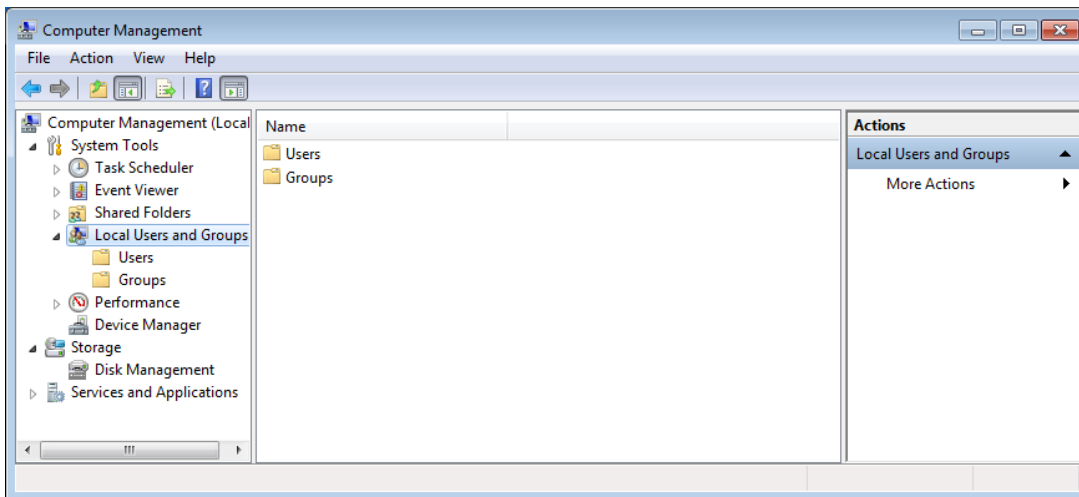 Computer Management
File Action View Help
Computer Management (Local
System Tools
Task Scheduler
Event Viewer
Shared Folders
Local Users and Groups
Users
Groups
Performance
Device Manager
Storage
Disk Management
Services and Applications
Name
Users
Groups
Actions
Local Users and Groups
More Actions